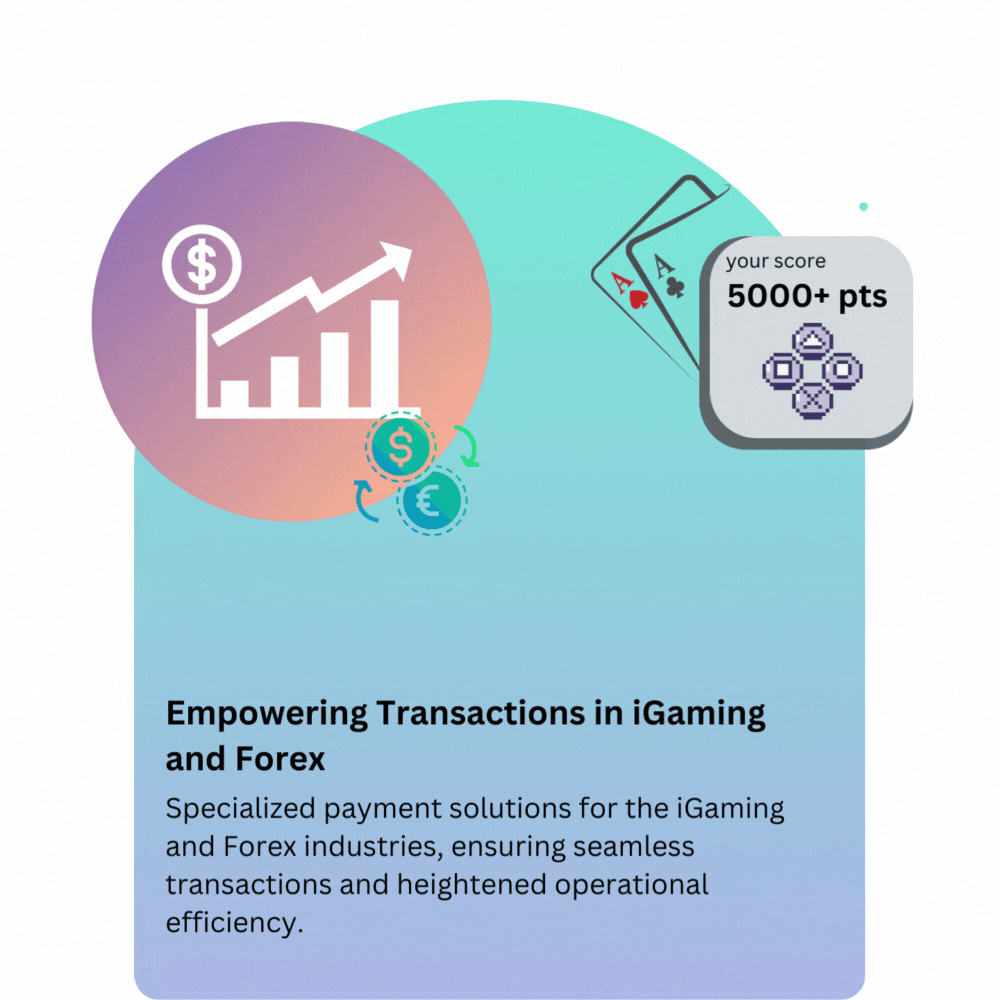 $
A
A
your score
5000+ pts
$
€
Empowering Transactions in iGaming
and Forex
Specialized payment solutions for the iGaming
and Forex industries, ensuring seamless
transactions and heightened operational
efficiency.